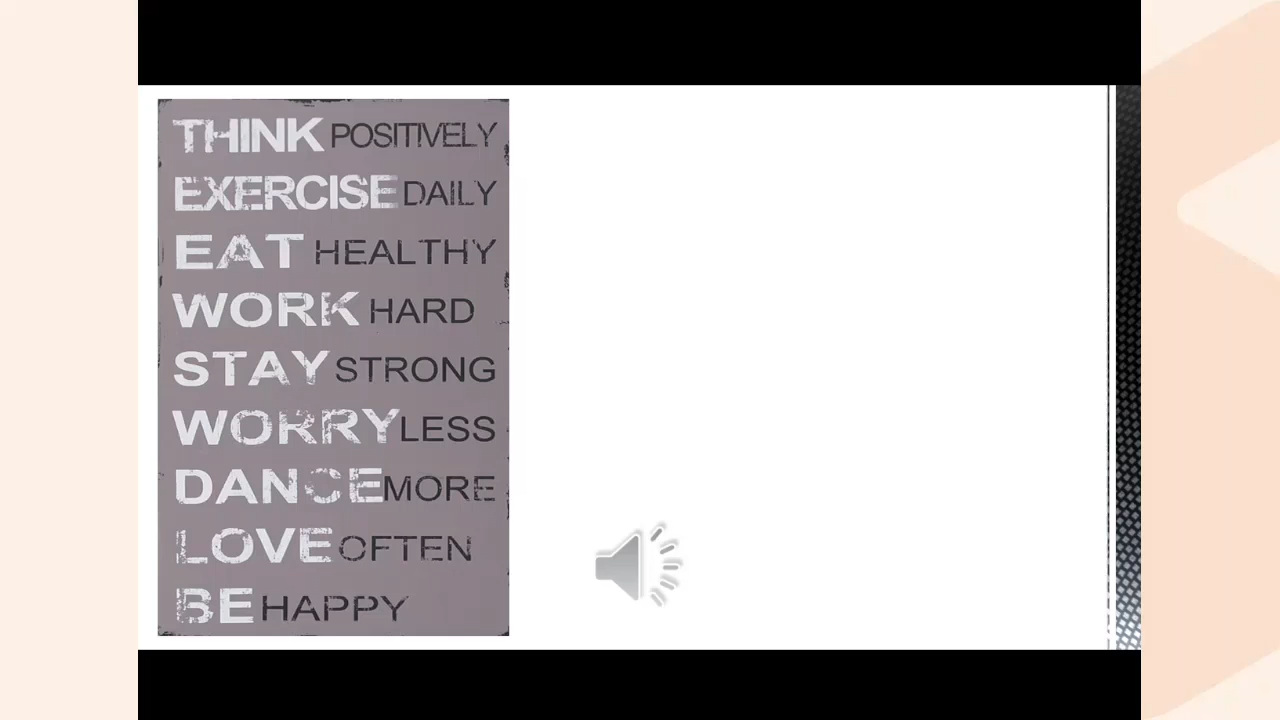 THINK POSITIVELY
EXERCISE DAILY
EAT HEALTHY
WORK HARD
STAY STRONG
WORRY LESS
DANCE MORE
LOVE OFTEN
BE HAPPY